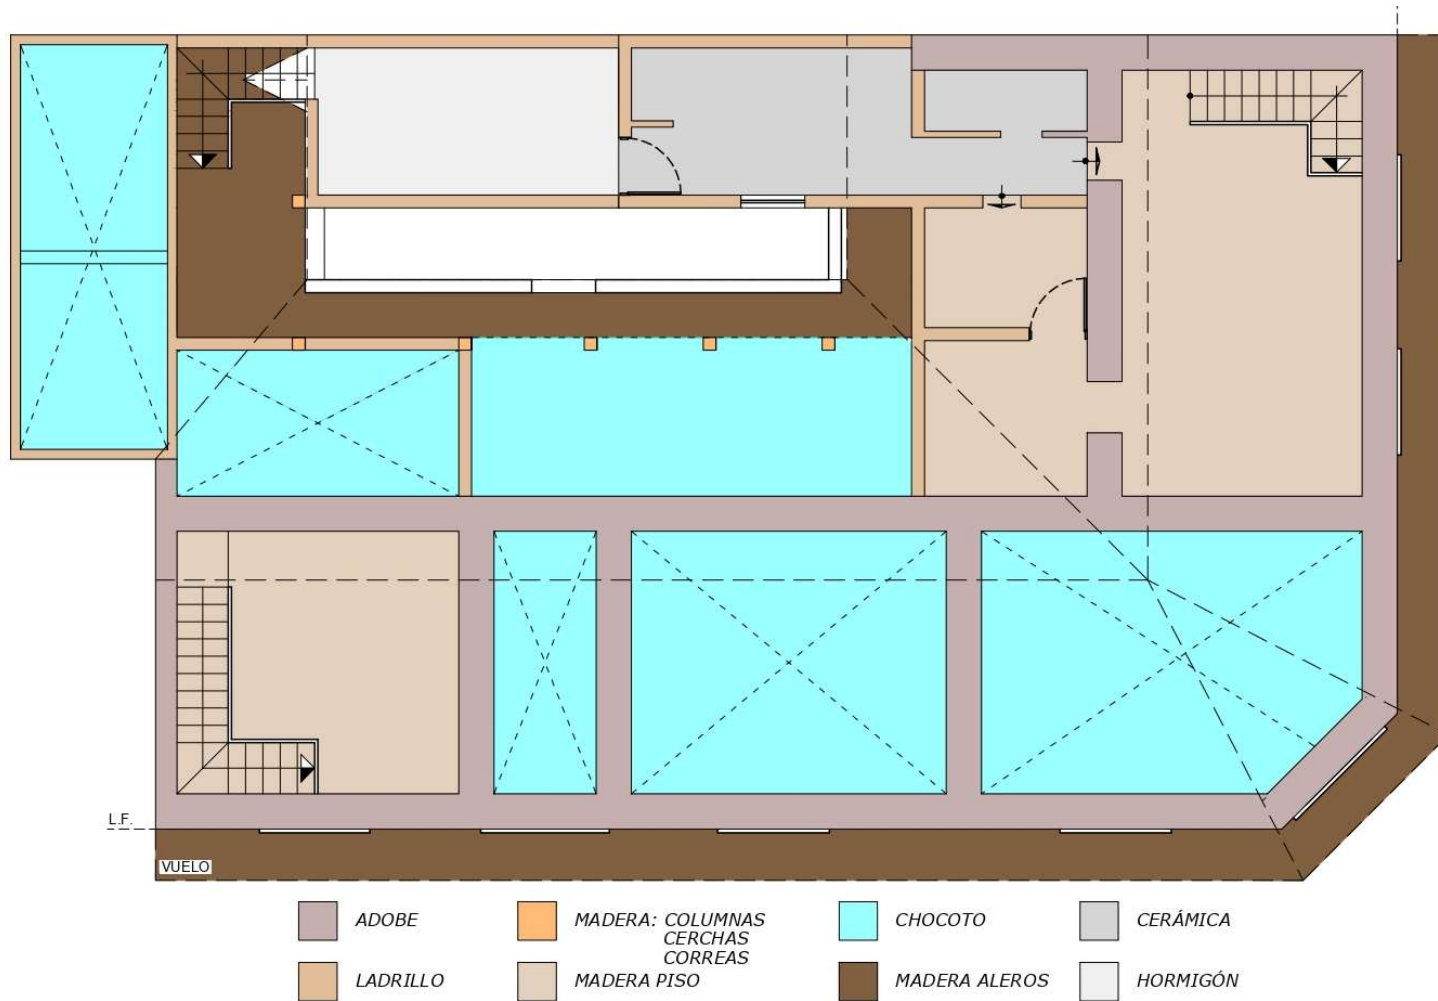 L.F.
VUELO
ADOBE
MADERA: COLUMNAS
CERCHAS
CORREAS
CHOCOTO
CERÁMICA
LADRILLO
MADERA PISO
MADERA ALEROS
HORMIGÓN